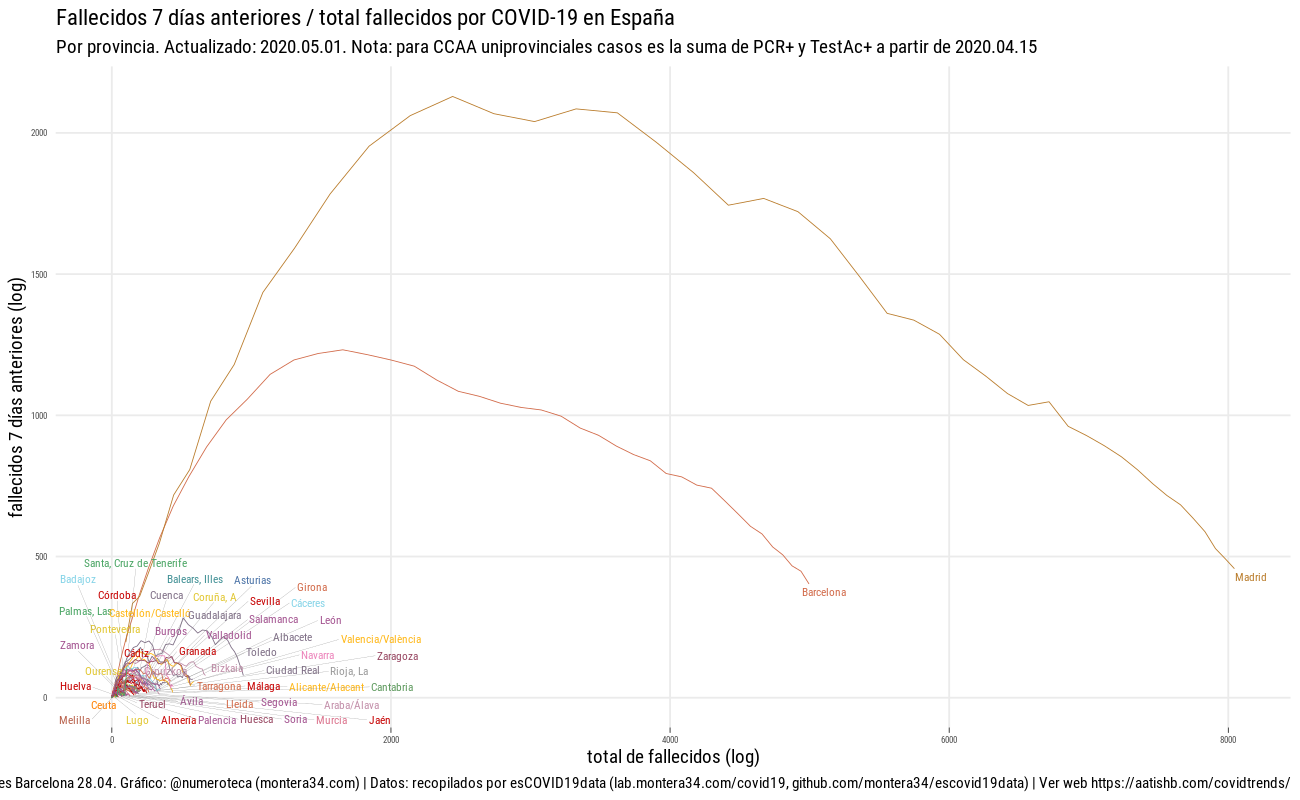 Fallecidos 7 días anteriores / total fallecidos por COVID-19 en España
Por provincia. Actualizado: 2020.05.01. Nota: para CCAA uniprovinciales casos es la suma de PCR+ y TestAc+ a partir de 2020.04.15
fallecidos 7 días anteriores (log)
2000
1500
1000
500
0
Madrid
Barcelona
Santa, Cruz de Tenerife
Badajoz
Balears, Illes
Asturias
Girona
Córdoba
Cuenca
Coruña, A
Sevilla
Cáceres
Palmas, Las
Castellón/Castelló
Guadalajara
Salamanca
León
Pontevedra
Burgos
Valladolid
Albacete
Valencia/València
Zamora
Cádiz
Granada
Toledo
Navarra
Zaragoza
Ourense
Gipuzkoa
Bizkaia
Ciudad Real
Rioja, La
Huelva
Tarragona
Málaga
Alicante/Alacant
Cantabria
Ceuta
Teruel
Ávila
Lleida
Segovia
Araba/Álava
Melilla
Lugo
Almería
Palencia
Huesca
Soria
Murcia
Jaén
0
2000
4000
6000
8000
total de fallecidos (log)
es Barcelona 28.04. Gráfico: @numeroteca (montera34.com) | Datos: recopilados por esCOVID19data (lab.montera34.com/covid19, github.com/montera34/escovid19data) | Ver web https://aatishb.com/covidtrends/